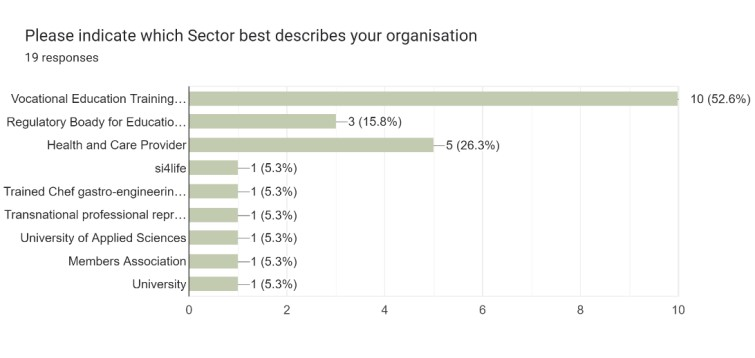 Please indicate which Sector best describes your organisation
19 responses
Vocational Education Training…
10 (52.6%)
Regulatory Boady for Educatio…
3 (15.8%)
Health and Care Provider
5 (26.3%)
si4life
1 (5.3%)
Trained Chef gastro-engineerin…
1 (5.3%)
Transnational professional repr…
1 (5.3%)
University of Applied Sciences
1 (5.3%)
Members Association
1 (5.3%)
University
1 (5.3%)
0 2 4 6 8 10